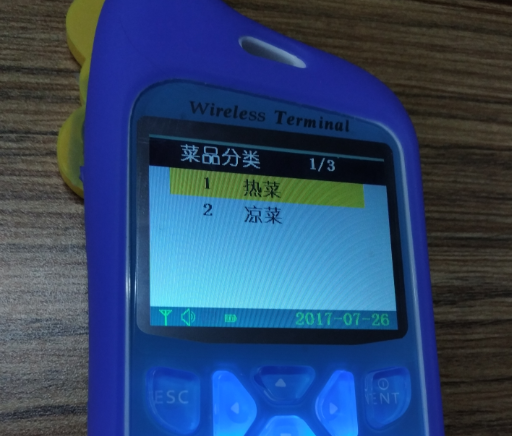 Wireless Terminal
菜品分类 1/3
1 热菜
2 凉菜
2017-07-26
ESC ENT